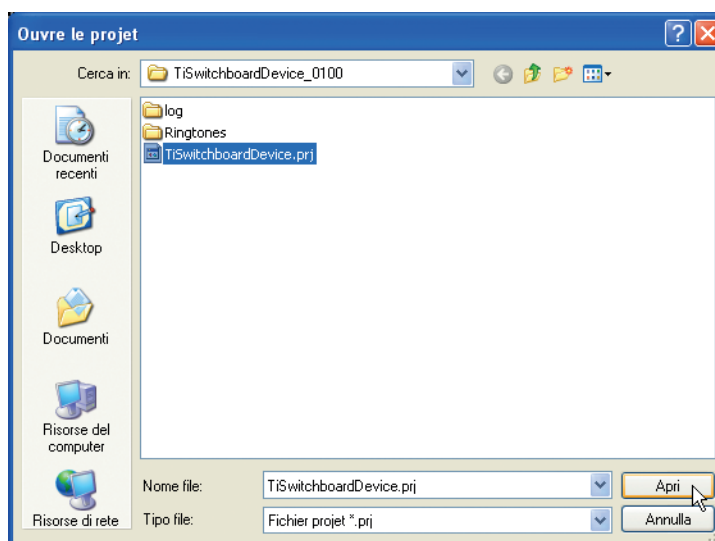 Ouvre le projet
Cerca in: TiSwitchboardDevice_0100
log
Ringtones
TiSwitchboardDevice.prj
Documenti
recenti
Desktop
Documenti
Risorse del
computer
Risorse di rete
Nome file: TiSwitchboardDevice.prj Apri
Tipo file: Fichier projet *.prj Annulla